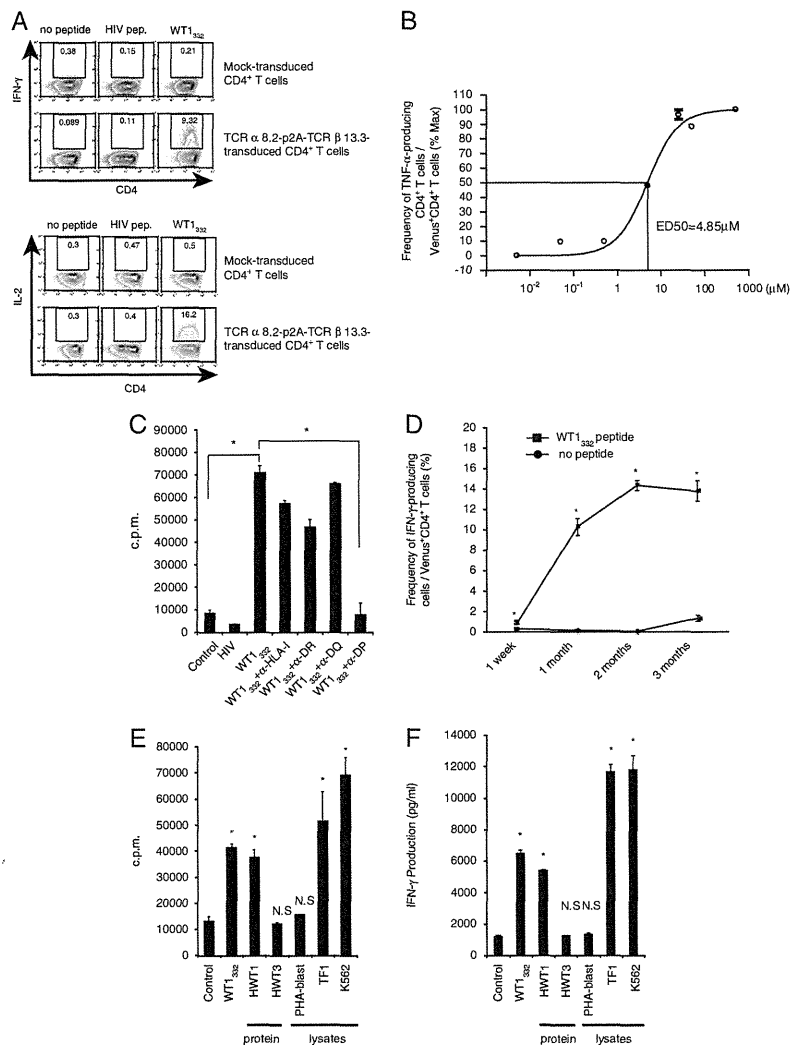 A
no peptide HIV pep. WT1332
0.38 0.15 0.21
Mock-transduced
CD4+ T cells
IFN-γ
0.089 0.11 9.32
TCR α 8.2-p2A-TCR β 13.3-
transduced CD4+ T cells
CD4
no peptide HIV pep. WT1332
0.3 0.47 0.5
Mock-transduced
CD4+ T cells
IL-2
0.3 0.4 16.2
TCR α 8.2-p2A-TCR β 13.3-
transduced CD4+ T cells
CD4
B
Frequency of TNF-α-producing
CD4+ T cells /
Venus+CD4+ T cells (% Max)
110
100
90
80
70
60
50
40
30
20
10
0
-10
ED50=4.85μM
10-2 10-1 1 10 100 1000 (μM)
C
c.p.m.
90000
80000
70000
60000
50000
40000
30000
20000
10000
0
* *
Control
HIV
WT1332
WT1332+α-HLA-I
WT1332+α-DR
WT1332+α-DQ
WT1332+α-DP
D
Frequency of IFN-γ-producing
cells / Venus+CD4+ T cells (%)
20
18
16
14
12
10
8
6
4
2
0
WT1332 peptide
no peptide
* * * *
1 week 1 month 2 months 3 months
E
c.p.m.
80000
70000
60000
50000
40000
30000
20000
10000
0
* * N.S N.S * *
Control
WT1332
HWT1
HWT3
PHA-blast
TF1
K562
protein lysates
F
IFN-γ Production (pg/ml)
14000
12000
10000
8000
6000
4000
2000
0
* * N.S N.S * *
Control
WT1332
HWT1
HWT3
PHA-blast
TF1
K562
protein lysates